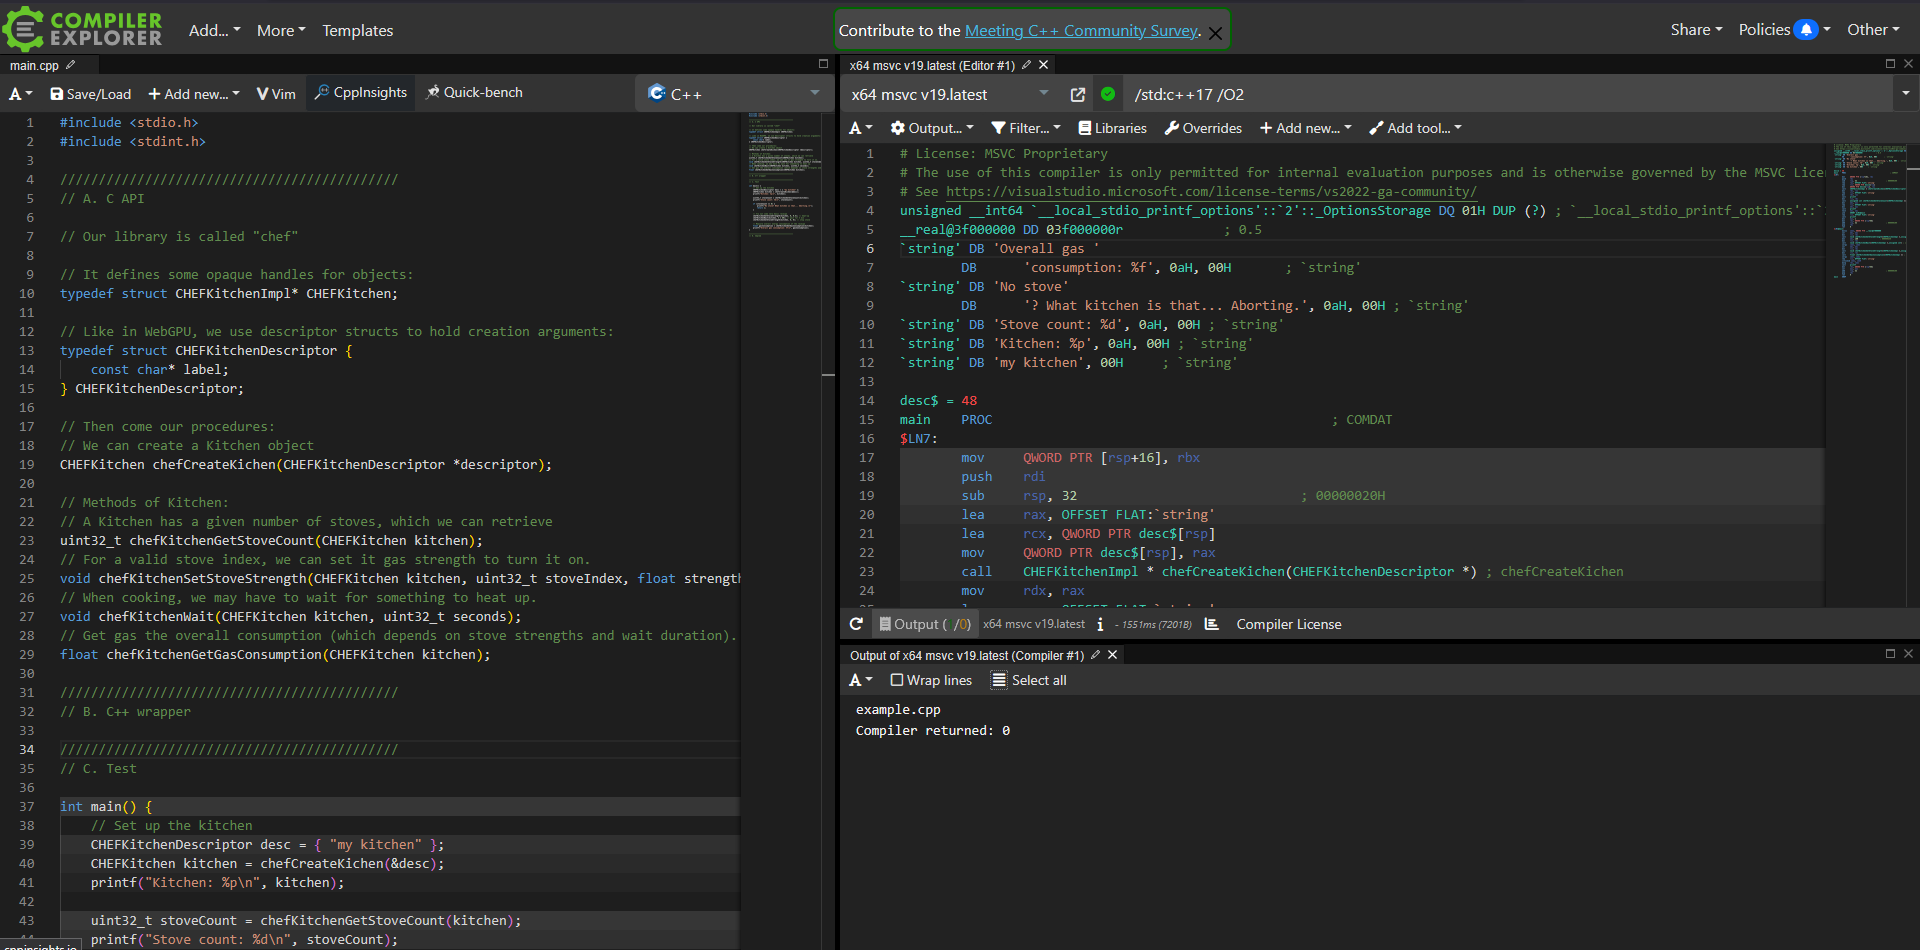 COMPILER
EXPLORER
Add...
More
Templates
Contribute to the Meeting C++ Community Survey.
Share
Policies
Other
main.cpp
A
Save/Load
Add new...
Vim
CppInsights
Quick-bench
C++
1 #include <stdio.h>
2 #include <stdint.h>
3
4 ////////////////////////////////////////////
5 // A. C API
6
7 // Our library is called "chef"
8
9 // It defines some opaque handles for objects:
10 typedef struct CHEFKitchenImpl* CHEFKitchen;
11
12 // Like in WebGPU, we use descriptor structs to hold creation arguments:
13 typedef struct CHEFKitchenDescriptor {
14     const char* label;
15 } CHEFKitchenDescriptor;
16
17 // Then come our procedures:
18 // We can create a Kitchen object
19 CHEFKitchen chefCreateKichen(CHEFKitchenDescriptor *descriptor);
20
21 // Methods of Kitchen:
22 // A Kitchen has a given number of stoves, which we can retrieve
23 uint32_t chefKitchenGetStoveCount(CHEFKitchen kitchen);
24 // For a valid stove index, we can set it gas strength to turn it on.
25 void chefKitchenSetStoveStrength(CHEFKitchen kitchen, uint32_t stoveIndex, float strength
26 // When cooking, we may have to wait for something to heat up.
27 void chefKitchenWait(CHEFKitchen kitchen, uint32_t seconds);
28 // Get gas the overall consumption (which depends on stove strengths and wait duration).
29 float chefKitchenGetGasConsumption(CHEFKitchen kitchen);
30
31 ////////////////////////////////////////////
32 // B. C++ wrapper
33
34 ////////////////////////////////////////////
35 // C. Test
36
37 int main() {
38     // Set up the kitchen
39     CHEFKitchenDescriptor desc = { "my kitchen" };
40     CHEFKitchen kitchen = chefCreateKichen(&desc);
41     printf("Kitchen: %p\n", kitchen);
42
43     uint32_t stoveCount = chefKitchenGetStoveCount(kitchen);
44     printf("Stove count: %d\n", stoveCount);
cppinsights.io
x64 msvc v19.latest (Editor #1)
x64 msvc v19.latest
/std:c++17 /O2
A
Output...
Filter...
Libraries
Overrides
Add new...
Add tool...
1 # License: MSVC Proprietary
2 # The use of this compiler is only permitted for internal evaluation purposes and is otherwise governed by the MSVC Lice
3 # See https://visualstudio.microsoft.com/license-terms/vs2022-ga-community/
4 unsigned __int64 `__local_stdio_printf_options'::`2'::_OptionsStorage DQ 01H DUP (?) ; `__local_stdio_printf_options'::`
5 __real@3f000000 DD 03f000000r ; 0.5
6 `string' DB 'Overall gas '
7 DB 'consumption: %f', 0aH, 00H ; `string'
8 `string' DB 'No stove'
9 DB '? What kitchen is that... Aborting.', 0aH, 00H ; `string'
10 `string' DB 'Stove count: %d', 0aH, 00H ; `string'
11 `string' DB 'Kitchen: %p', 0aH, 00H ; `string'
12 `string' DB 'my kitchen', 00H ; `string'
13
14 desc$ = 48
15 main PROC ; COMDAT
16 $LN7:
17 mov QWORD PTR [rsp+16], rbx
18 push rdi
19 sub rsp, 32 ; 00000020H
20 lea rax, OFFSET FLAT:`string'
21 lea rcx, QWORD PTR desc$[rsp]
22 mov QWORD PTR desc$[rsp], rax
23 call CHEFKitchenImpl * chefCreateKichen(CHEFKitchenDescriptor *) ; chefCreateKichen
24 mov rdx, rax
Output ( /0)
x64 msvc v19.latest
- 1551ms (7201B)
Compiler License
Output of x64 msvc v19.latest (Compiler #1)
A
Wrap lines
Select all
example.cpp
Compiler returned: 0